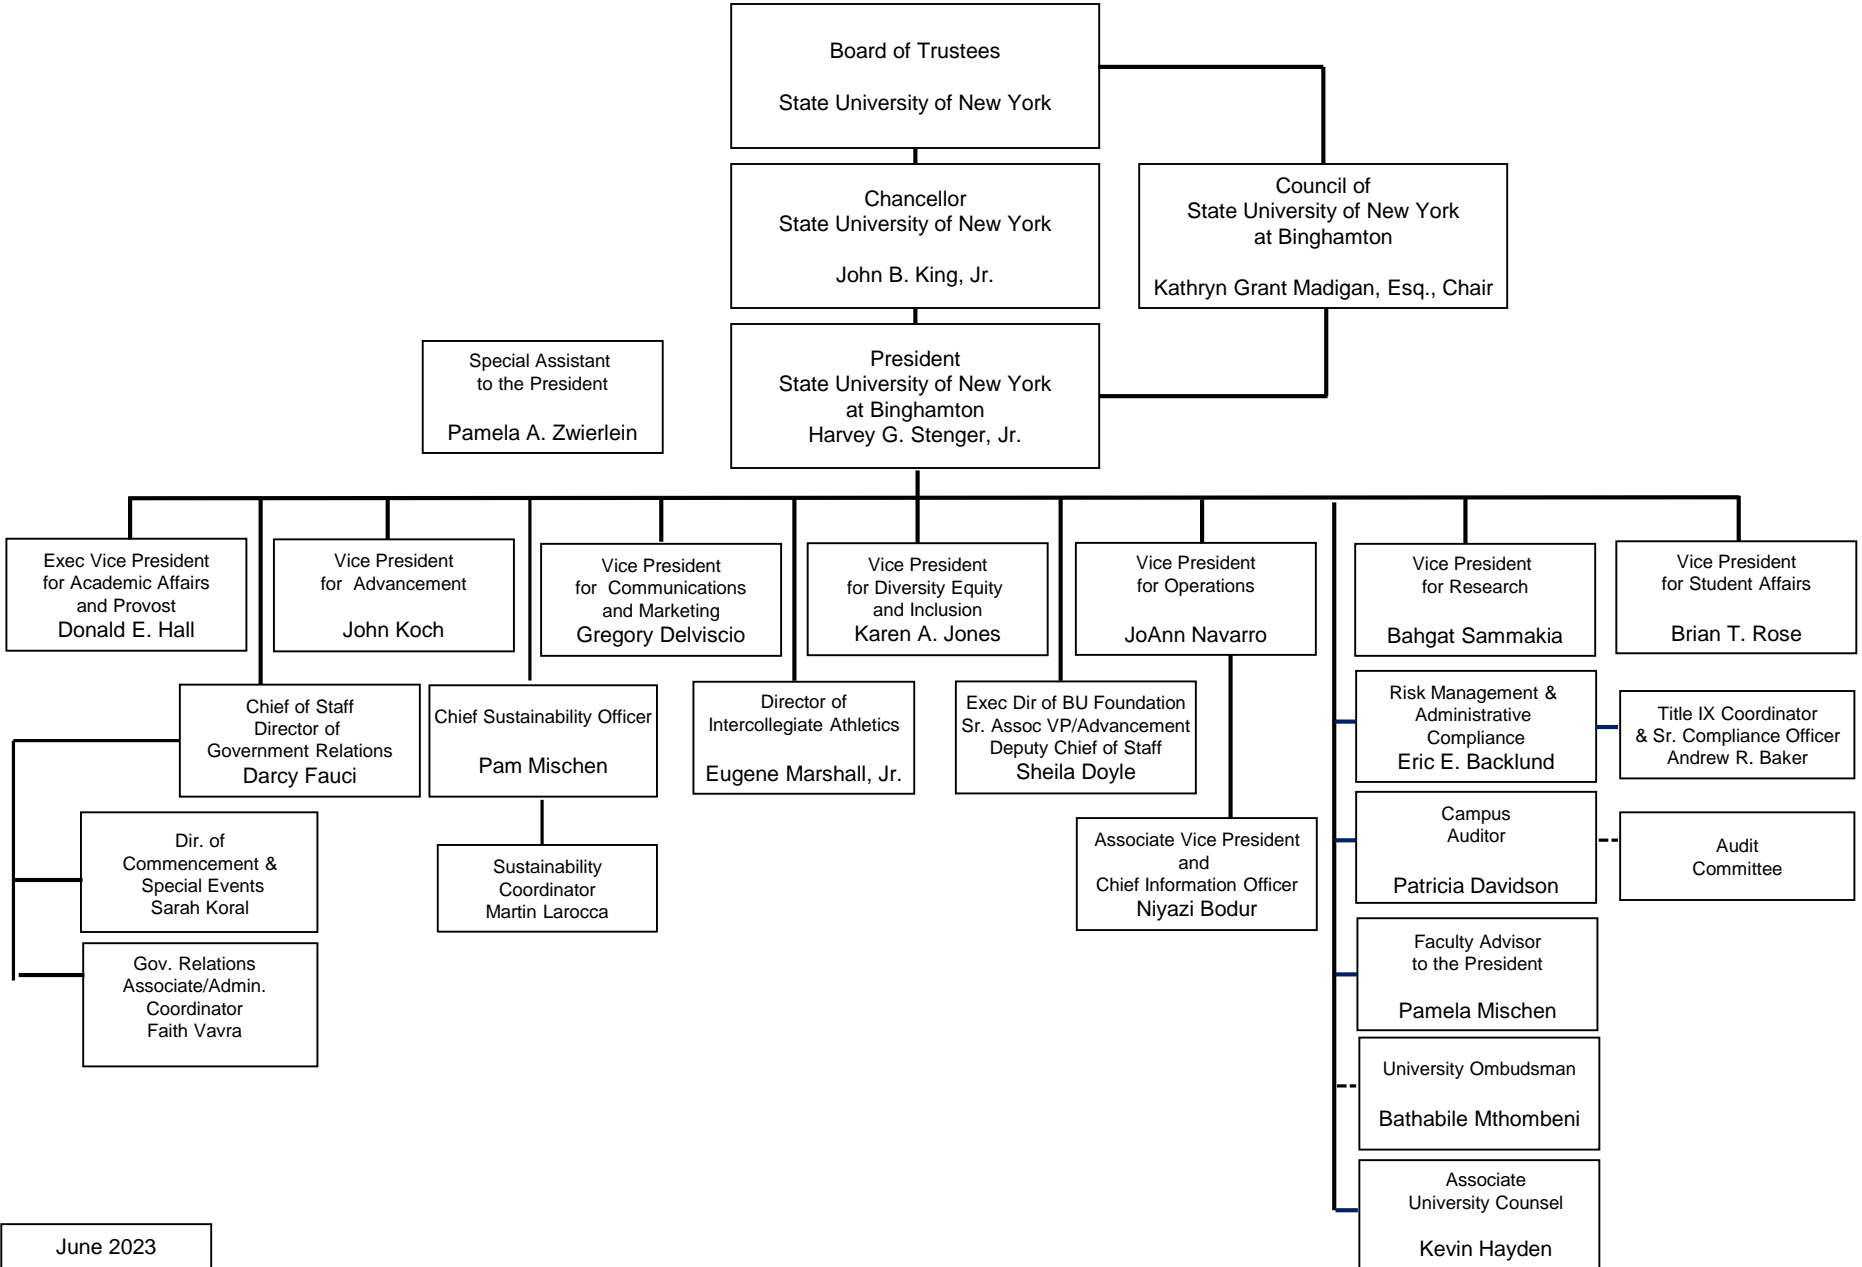 Board of Trustees
State University of New York
Chancellor
State University of New York
John B. King, Jr.
Council of
State University of New York
at Binghamton
Kathryn Grant Madigan, Esq., Chair
Special Assistant
to the President
Pamela A. Zwierlein
President
State University of New York
at Binghamton
Harvey G. Stenger, Jr.
Exec Vice President
for Academic Affairs
and Provost
Donald E. Hall
Vice President
for Advancement
John Koch
Vice President
for Communications
and Marketing
Gregory Delviscio
Vice President
for Diversity Equity
and Inclusion
Karen A. Jones
Vice President
for Operations
JoAnn Navarro
Vice President
for Research
Bahgat Sammakia
Vice President
for Student Affairs
Brian T. Rose
Chief of Staff
Director of
Government Relations
Darcy Fauci
Chief Sustainability Officer
Pam Mischen
Director of
Intercollegiate Athletics
Eugene Marshall, Jr.
Exec Dir of BU Foundation
Sr. Assoc VP/Advancement
Deputy Chief of Staff
Sheila Doyle
Risk Management &
Administrative
Compliance
Eric E. Backlund
Title IX Coordinator
& Sr. Compliance Officer
Andrew R. Baker
Dir. of
Commencement &
Special Events
Sarah Koral
Sustainability
Coordinator
Martin Larocca
Associate Vice President
and
Chief Information Officer
Niyazi Bodur
Campus
Auditor
Patricia Davidson
Audit
Committee
Gov. Relations
Associate/Admin.
Coordinator
Faith Vavra
Faculty Advisor
to the President
Pamela Mischen
University Ombudsman
Bathabile Mthombeni
Associate
University Counsel
Kevin Hayden
June 2023